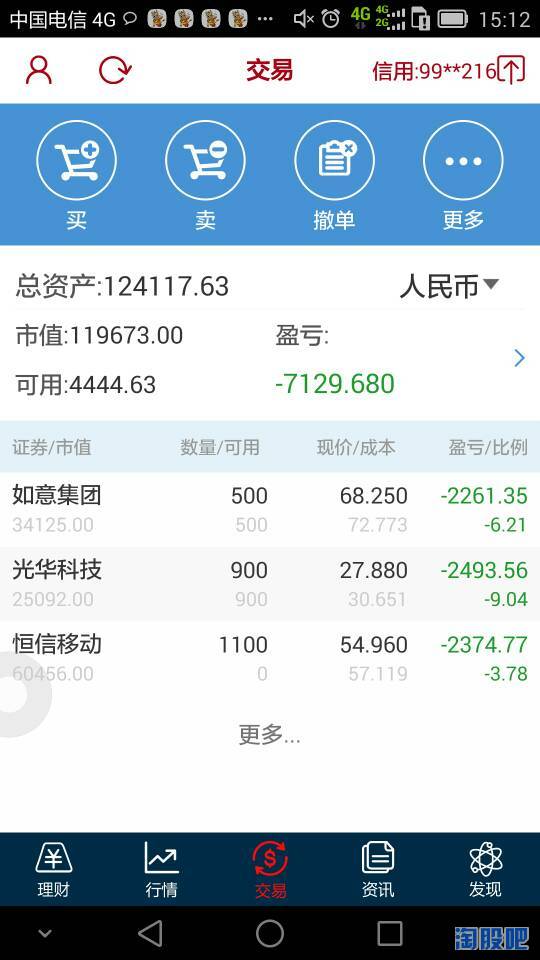 中国电信 4G 4G 4G 2G 15:12
交易 信用:99**216
买 卖 撤单 更多
总资产:124117.63 人民币
市值:119673.00 盈亏:
可用:4444.63 -7129.680
证券/市值 数量/可用 现价/成本 盈亏/比例
如意集团 500 68.250 -2261.35
34125.00 500 72.773 -6.21
光华科技 900 27.880 -2493.56
25092.00 900 30.651 -9.04
恒信移动 1100 54.960 -2374.77
60456.00 0 57.119 -3.78
更多...
理财 行情 交易 资讯 发现
淘股吧